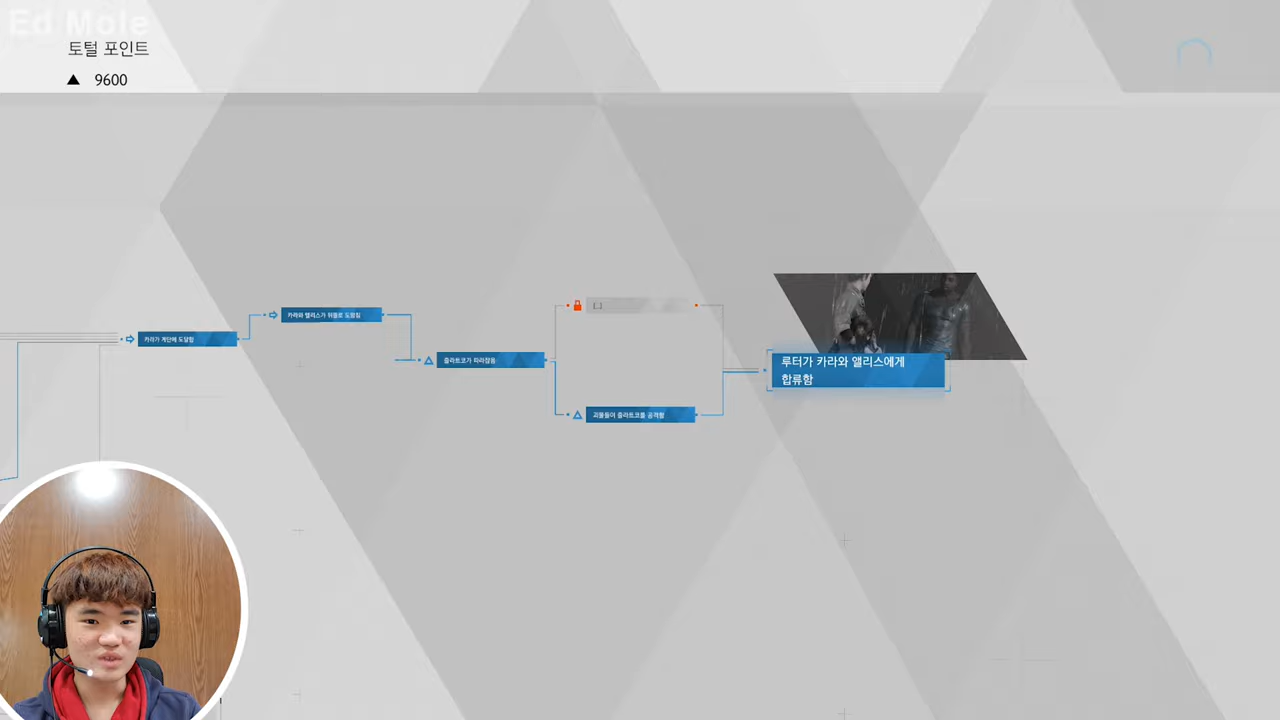 Ed Mole
토털 포인트
▲ 9600
카라가 계단에 도달함
카라와 앨리스가 뒤뜰로 도망침
즐라트코가 따라잡음
괴물들이 즐라트코를 공격함
루터가 카라와 앨리스에게
합류함